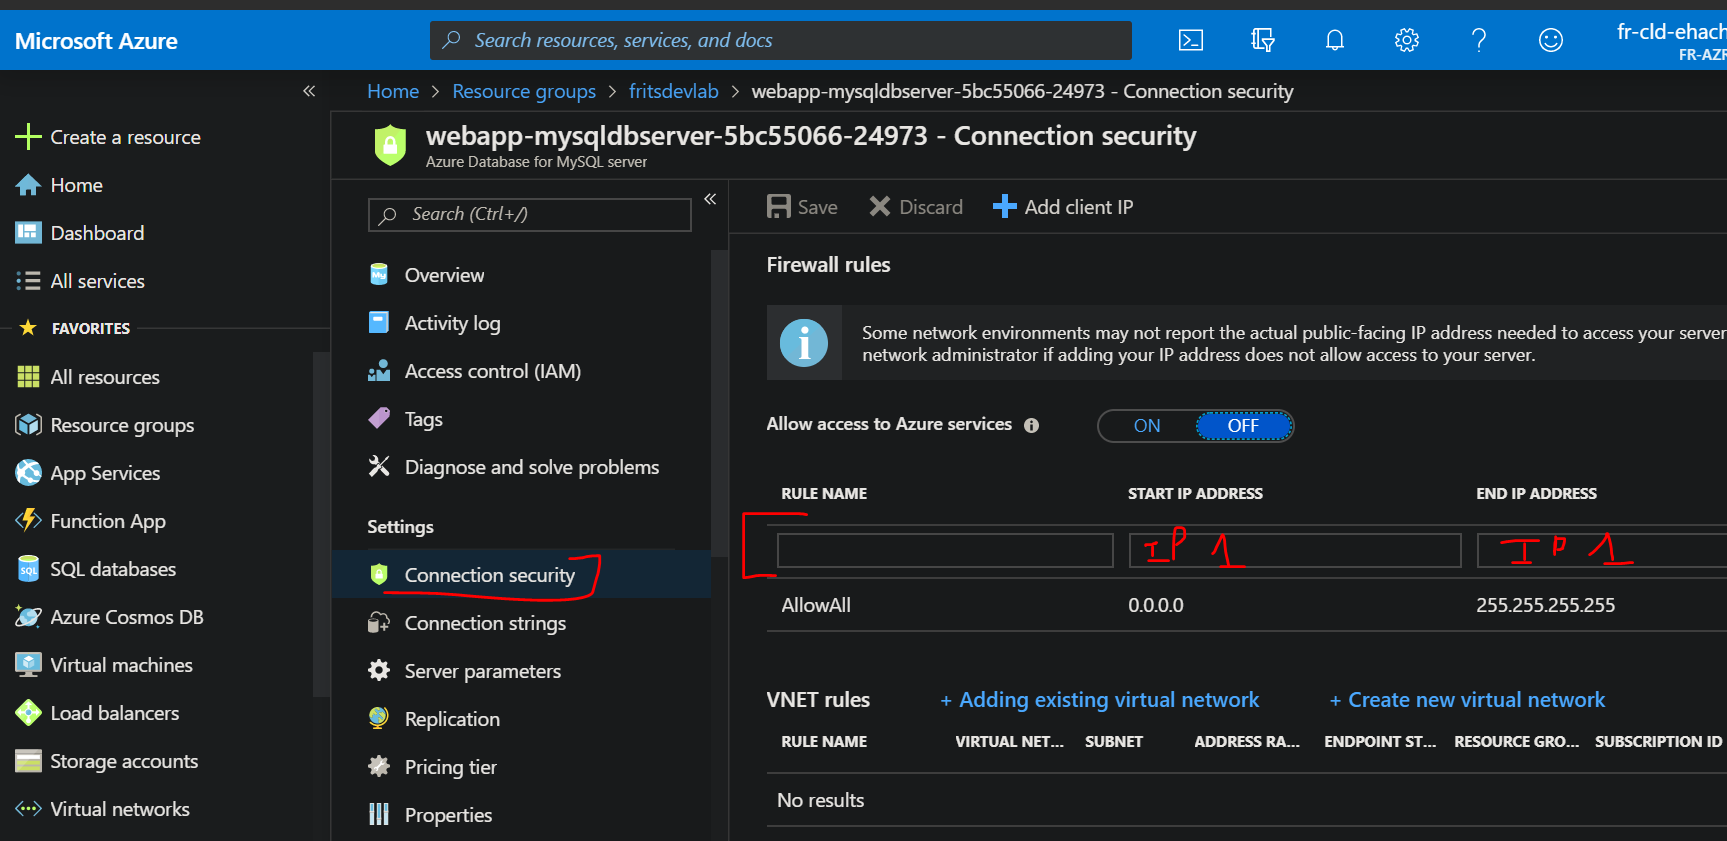 Microsoft Azure
Search resources, services, and docs
fr-cld-ehach
FR-AZR
Home > Resource groups > fritsdevlab > webapp-mysqldbserver-5bc55066-24973 - Connection security
webapp-mysqldbserver-5bc55066-24973 - Connection security
Azure Database for MySQL server
Create a resource
Home
Dashboard
All services
FAVORITES
All resources
Resource groups
App Services
Function App
SQL databases
Azure Cosmos DB
Virtual machines
Load balancers
Storage accounts
Virtual networks
Search (Ctrl+/)
Overview
Activity log
Access control (IAM)
Tags
Diagnose and solve problems
Settings
Connection security
Connection strings
Server parameters
Replication
Pricing tier
Properties
Save Discard Add client IP
Firewall rules
Some network environments may not report the actual public-facing IP address needed to access your server
network administrator if adding your IP address does not allow access to your server.
Allow access to Azure services ON OFF
RULE NAME START IP ADDRESS END IP ADDRESS
IP 1 IP 1
AllowAll 0.0.0.0 255.255.255.255
VNET rules + Adding existing virtual network + Create new virtual network
RULE NAME VIRTUAL NET... SUBNET ADDRESS RA... ENDPOINT ST... RESOURCE GRO... SUBSCRIPTION ID
No results